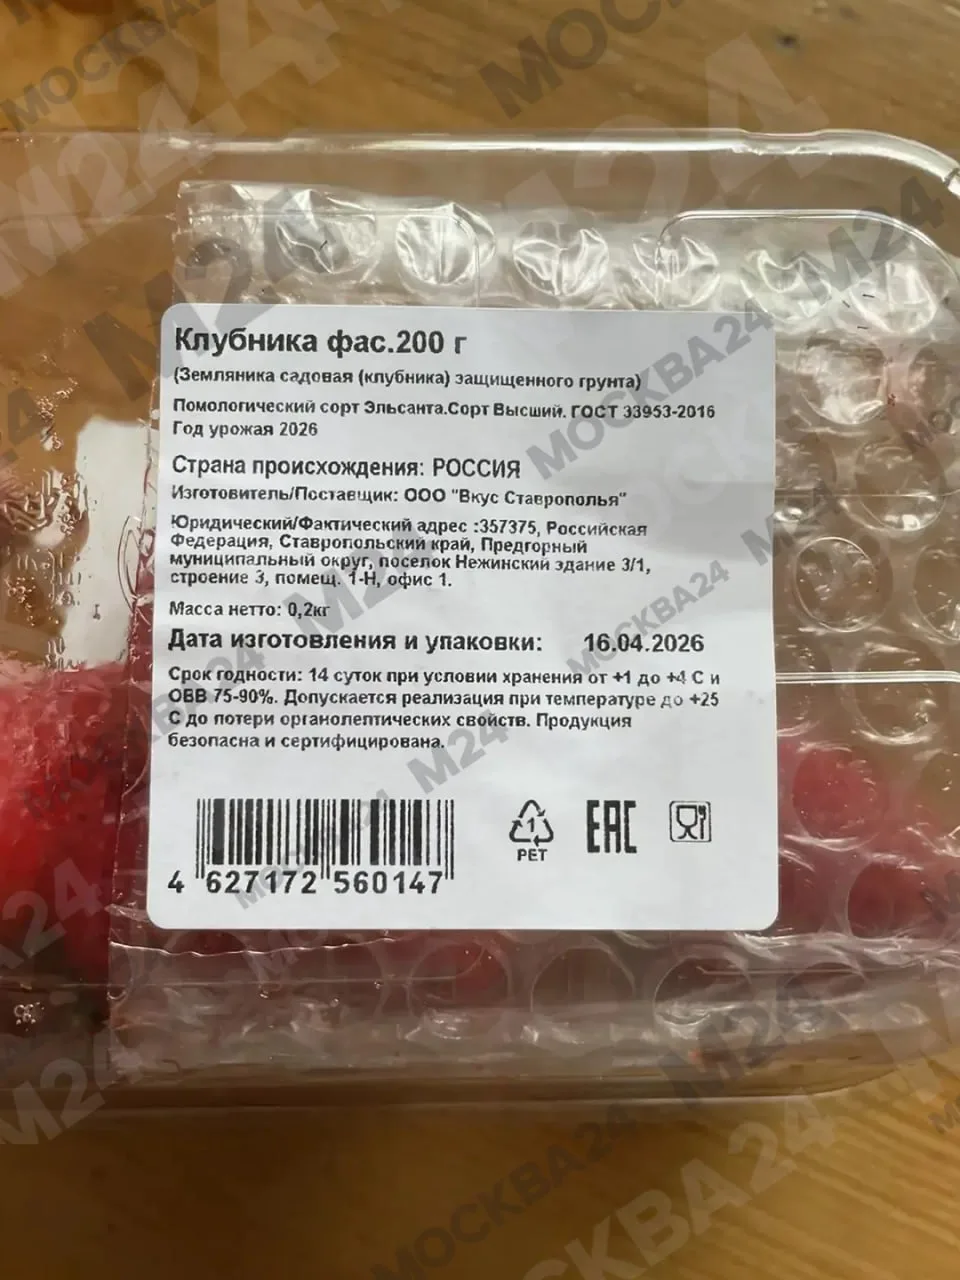 Клубника фас.200 г
(Земляника садовая (клубника) защищенного грунта)
Помологический сорт Эльсанта.Сорт Высший. ГОСТ 33953-2016
Год урожая 2026
Страна происхождения: РОССИЯ
Изготовитель/Поставщик: ООО "Вкус Ставрополья"
Юридический/Фактический адрес :357375, Российская
Федерация, Ставропольский край, Предгорный
муниципальный округ, поселок Нежинский здание 3/1,
строение 3, помещ. 1-Н, офис 1.
Масса нетто: 0,2кг
Дата изготовления и упаковки: 16.04.2026
Срок годности: 14 суток при условии хранения от +1 до +4 С и
ОВВ 75-90%. Допускается реализация при температуре до +25
С до потери органолептических свойств. Продукция
безопасна и сертифицирована.
4 627172 560147
1
PET
EAC
МОСКВА24
М24